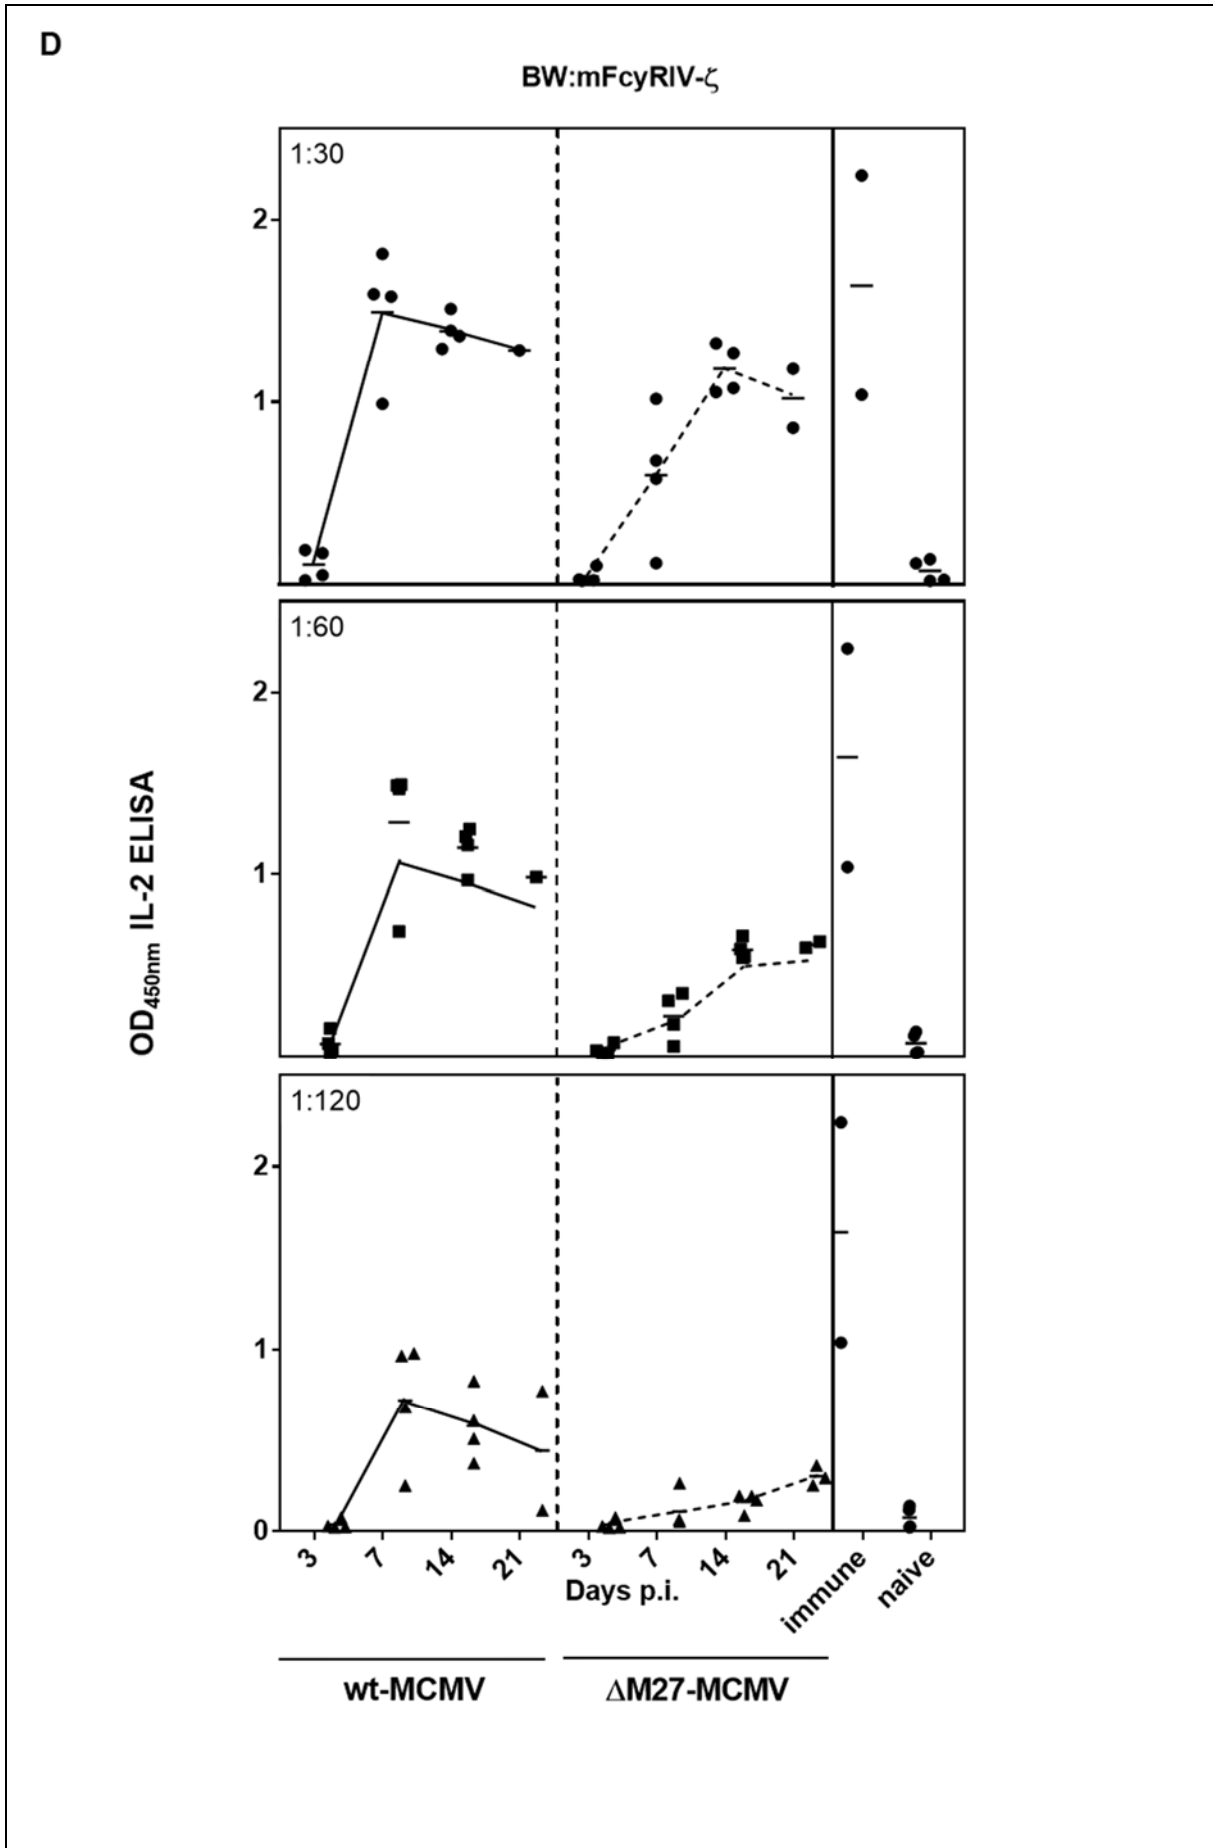 D
BW:mFcyRIV-ζ
1:30
2
1
1:60
2
1
OD450nm IL-2 ELISA
1:120
2
1
0
3 7 14 21 3 7 14 21 immune naive
Days p.i.
wt-MCMV ΔM27-MCMV